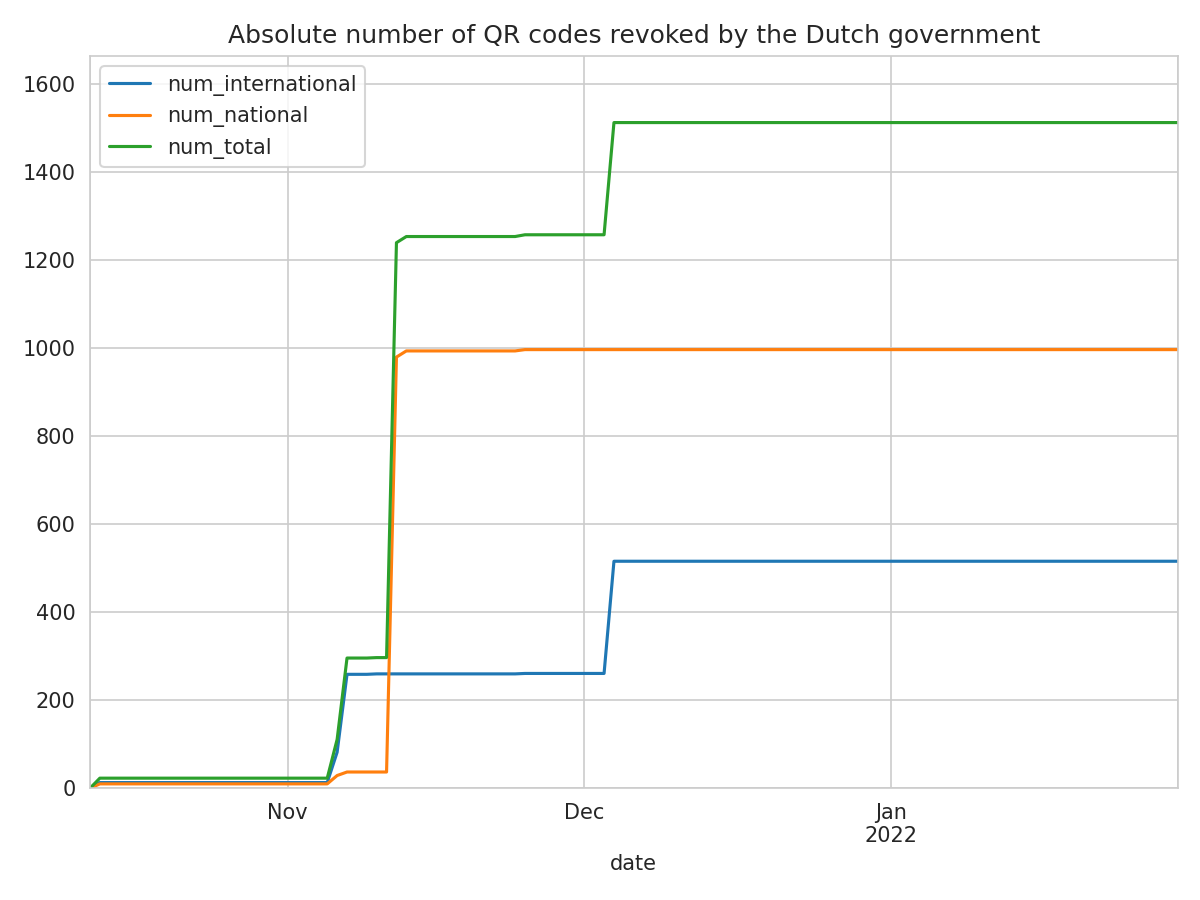 Absolute number of QR codes revoked by the Dutch government
num_international
num_national
num_total
1600
1400
1200
1000
800
600
400
200
0
Nov
Dec
Jan
2022
date